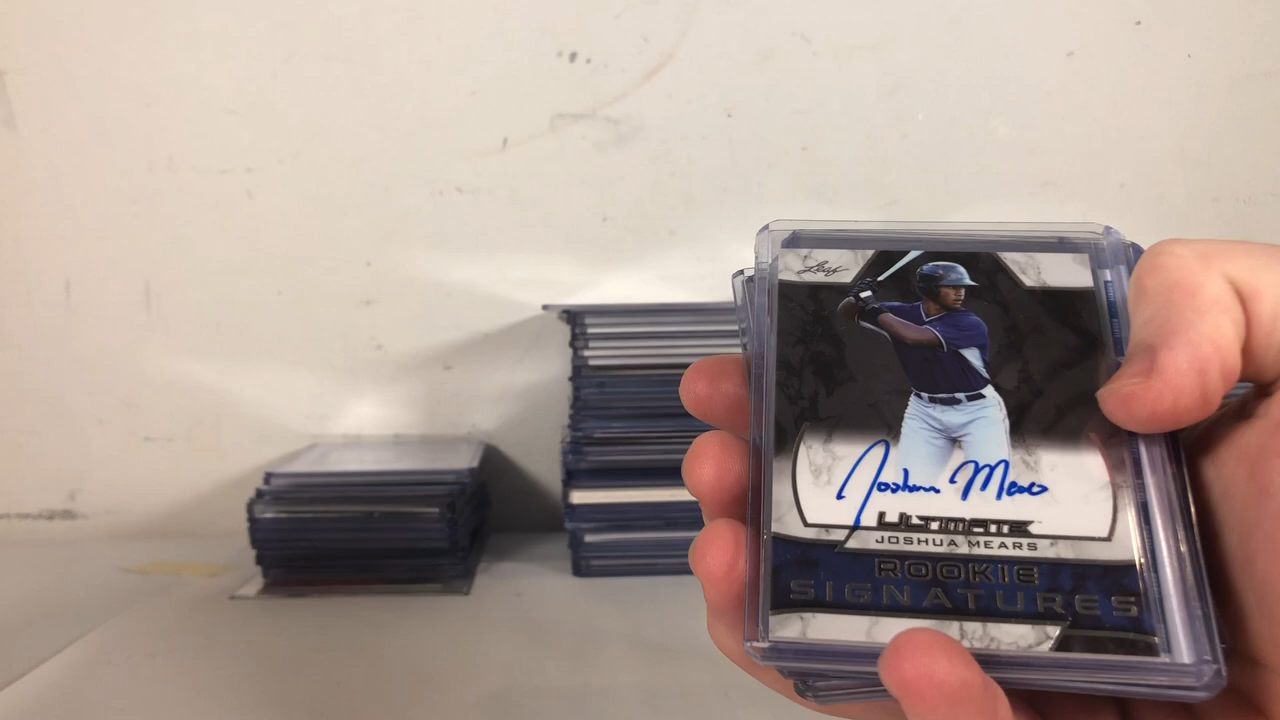 Leaf
Joshua Mears
ULTIMATE
JOSHUA MEARS
ROOKIE
SIGNATURES